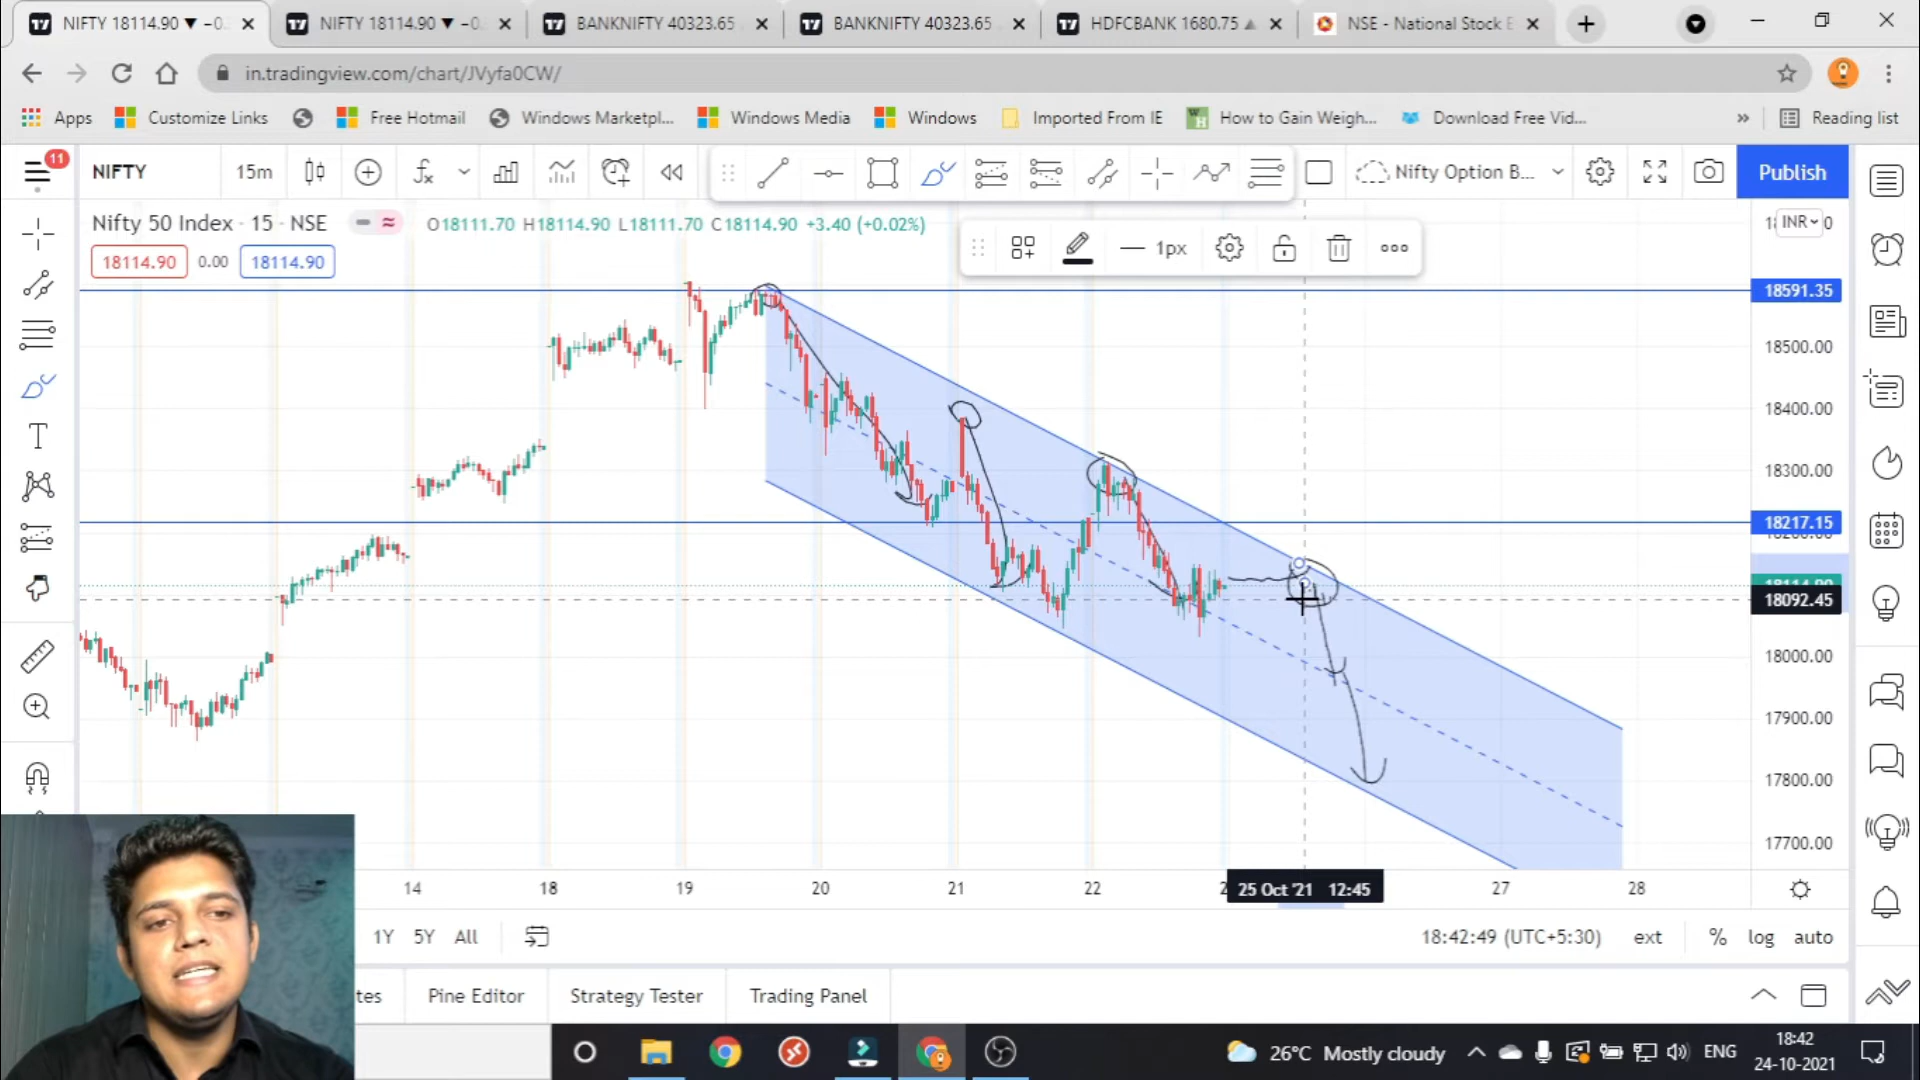 NIFTY 18114.90 ▼ −0.
NIFTY 18114.90 ▼ −0.
BANKNIFTY 40323.65
BANKNIFTY 40323.65
HDFCBANK 1680.75 ▲
NSE - National Stock E
in.tradingview.com/chart/JVyfa0CW/
Apps
Customize Links
Free Hotmail
Windows Marketpl...
Windows Media
Windows
Imported From IE
How to Gain Weigh...
Download Free Vid...
»
Reading list
11
NIFTY
15m
Nifty Option B...
Publish
Nifty 50 Index · 15 · NSE
O18111.70 H18114.90 L18111.70 C18114.90 +3.40 (+0.02%)
18114.90
0.00
18114.90
1px
INR
18591.35
18500.00
18400.00
18300.00
18217.15
18114.90
18092.45
18000.00
17900.00
17800.00
17700.00
14
18
19
20
21
22
25 Oct '21 12:45
27
28
1Y
5Y
All
18:42:49 (UTC+5:30)
ext
%
log
auto
tes
Pine Editor
Strategy Tester
Trading Panel
26°C Mostly cloudy
ENG
18:42
24-10-2021